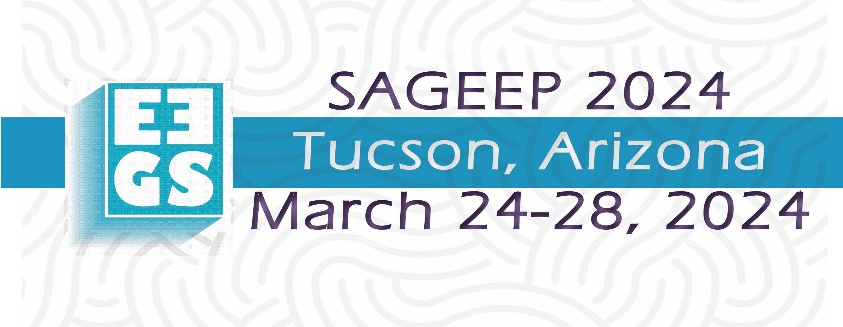 EEGS
SAGEEP 2024
Tucson, Arizona
March 24-28, 2024